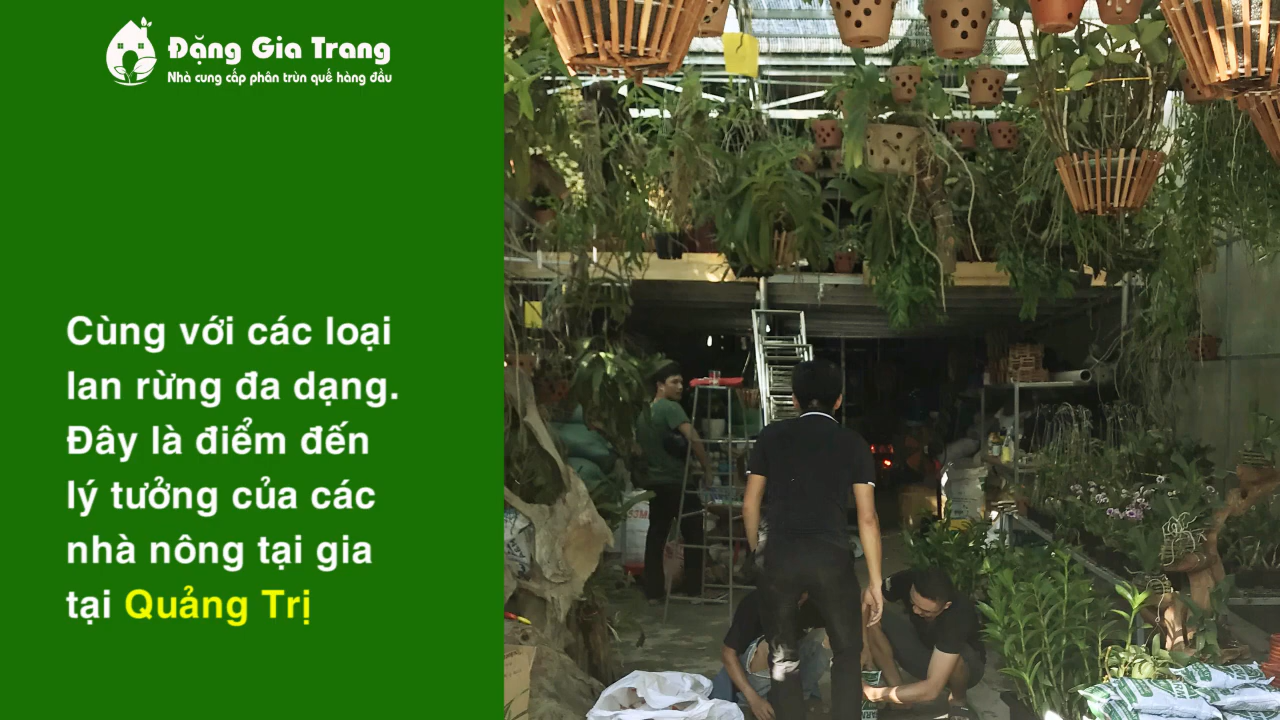 Đặng Gia Trang
Nhà cung cấp phân trùn quế hàng đầu
Cùng với các loại
lan rừng đa dạng.
Đây là điểm đến
lý tưởng của các
nhà nông tại gia
tại Quảng Trị